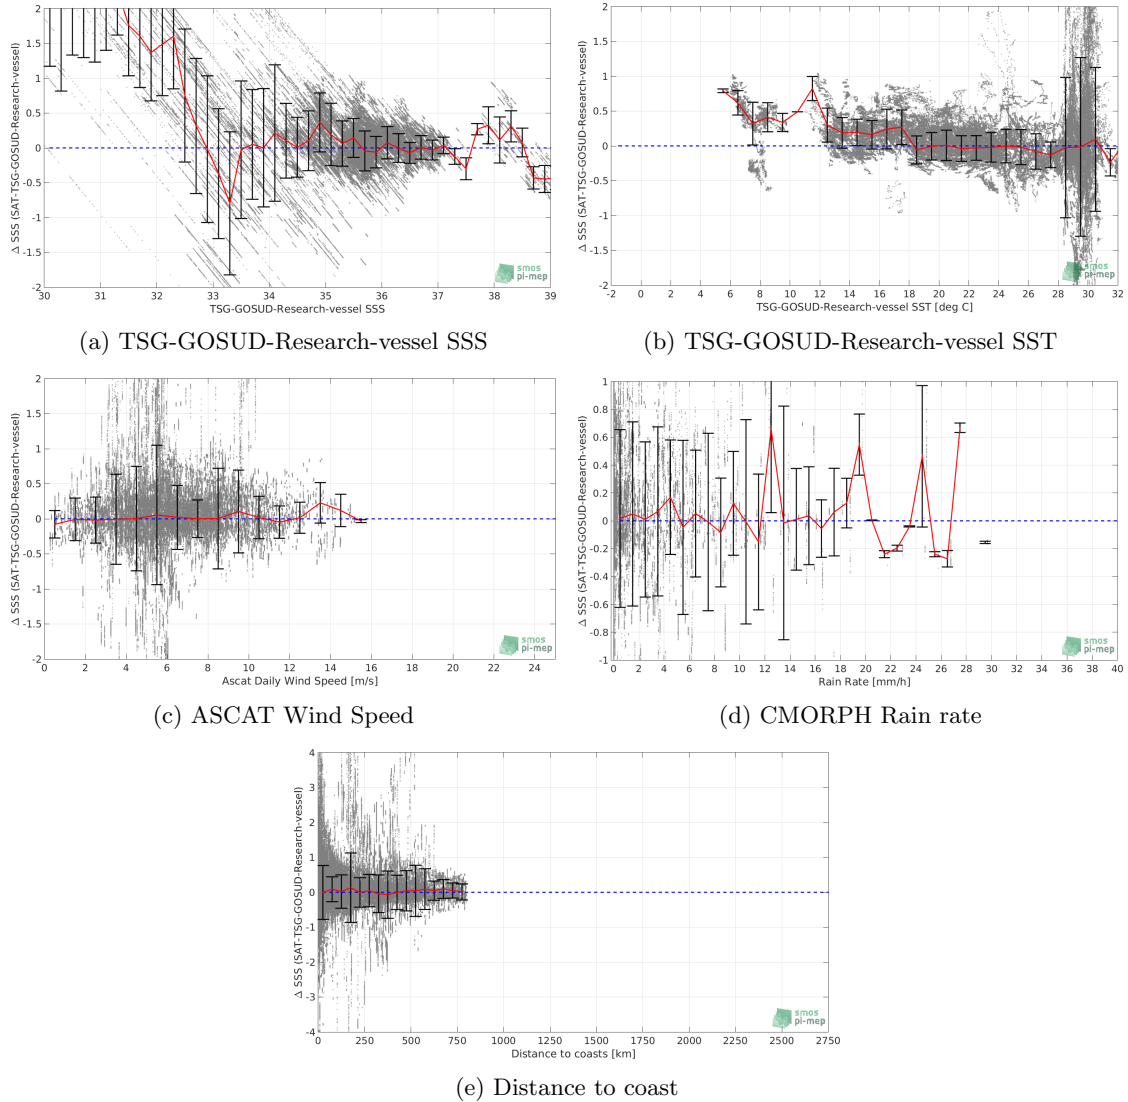 2
1.5
1
0.5
0
-0.5
-1
-1.5
-2
Δ SSS (SAT-TSG-GOSUD-Research-vessel)
30 31 32 33 34 35 36 37 38 39
TSG-GOSUD-Research-vessel SSS
smos
pi-mep
(a) TSG-GOSUD-Research-vessel SSS
2
1.5
1
0.5
0
-0.5
-1
-1.5
-2
Δ SSS (SAT-TSG-GOSUD-Research-vessel)
-2 0 2 4 6 8 10 12 14 16 18 20 22 24 26 28 30 32
TSG-GOSUD-Research-vessel SST [deg C]
smos
pi-mep
(b) TSG-GOSUD-Research-vessel SST
2
1.5
1
0.5
0
-0.5
-1
-1.5
-2
Δ SSS (SAT-TSG-GOSUD-Research-vessel)
0 2 4 6 8 10 12 14 16 18 20 22 24
Ascat Daily Wind Speed [m/s]
smos
pi-mep
(c) ASCAT Wind Speed
1
0.8
0.6
0.4
0.2
0
-0.2
-0.4
-0.6
-0.8
-1
Δ SSS (SAT-TSG-GOSUD-Research-vessel)
0 2 4 6 8 10 12 14 16 18 20 22 24 26 28 30 32 34 36 38 40
Rain Rate [mm/h]
smos
pi-mep
(d) CMORPH Rain rate
4
3
2
1
0
-1
-2
-3
-4
Δ SSS (SAT-TSG-GOSUD-Research-vessel)
0 250 500 750 1000 1250 1500 1750 2000 2250 2500 2750
Distance to coasts [km]
smos
pi-mep
(e) Distance to coast